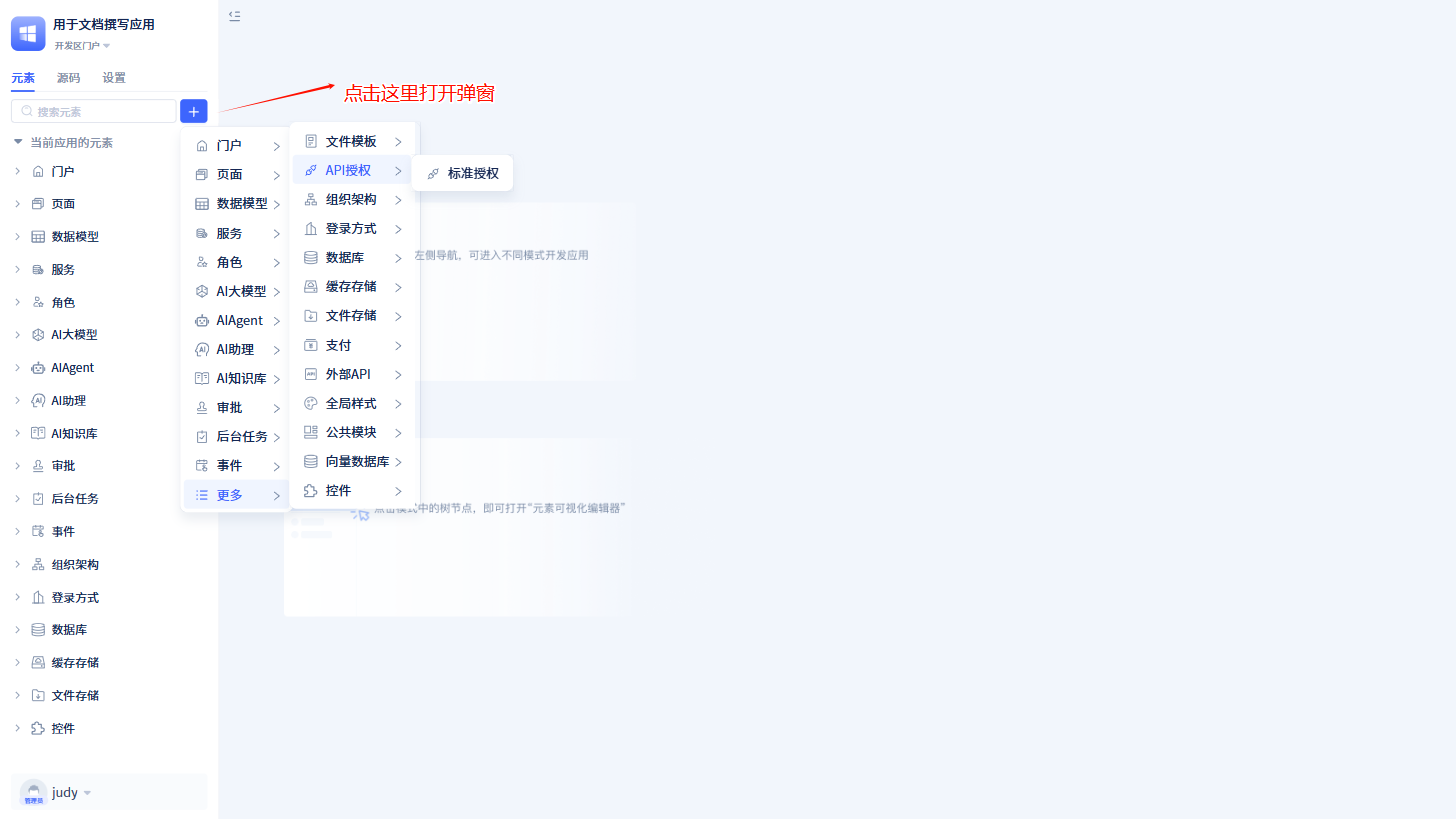 用于文档撰写应用
开发区门户
元素 源码 设置
搜索元素
点击这里打开弹窗
当前应用的元素
门户
页面
数据模型
服务
角色
AI大模型
AIAgent
AI助理
AI知识库
审批
后台任务
事件
组织架构
登录方式
数据库
缓存存储
文件存储
控件
管理员
judy
门户
页面
数据模型
服务
角色
AI大模型
AIAgent
AI助理
AI知识库
审批
后台任务
事件
更多
文件模板
API授权
组织架构
登录方式
数据库
缓存存储
文件存储
支付
外部API
全局样式
公共模块
向量数据库
控件
标准授权
左侧导航，可进入不同模式开发应用
点击模式中的树节点，即可打开“元素可视化编辑器”